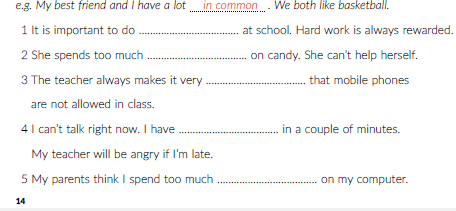 e.g. My best friend and I have a lot in common. We both like basketball.
1 It is important to do .................................. at school. Hard work is always rewarded.
2 She spends too much .................................. on candy. She can't help herself.
3 The teacher always makes it very .................................. that mobile phones
are not allowed in class.
4 I can't talk right now. I have .................................. in a couple of minutes.
My teacher will be angry if I'm late.
5 My parents think I spend too much .................................. on my computer.
14